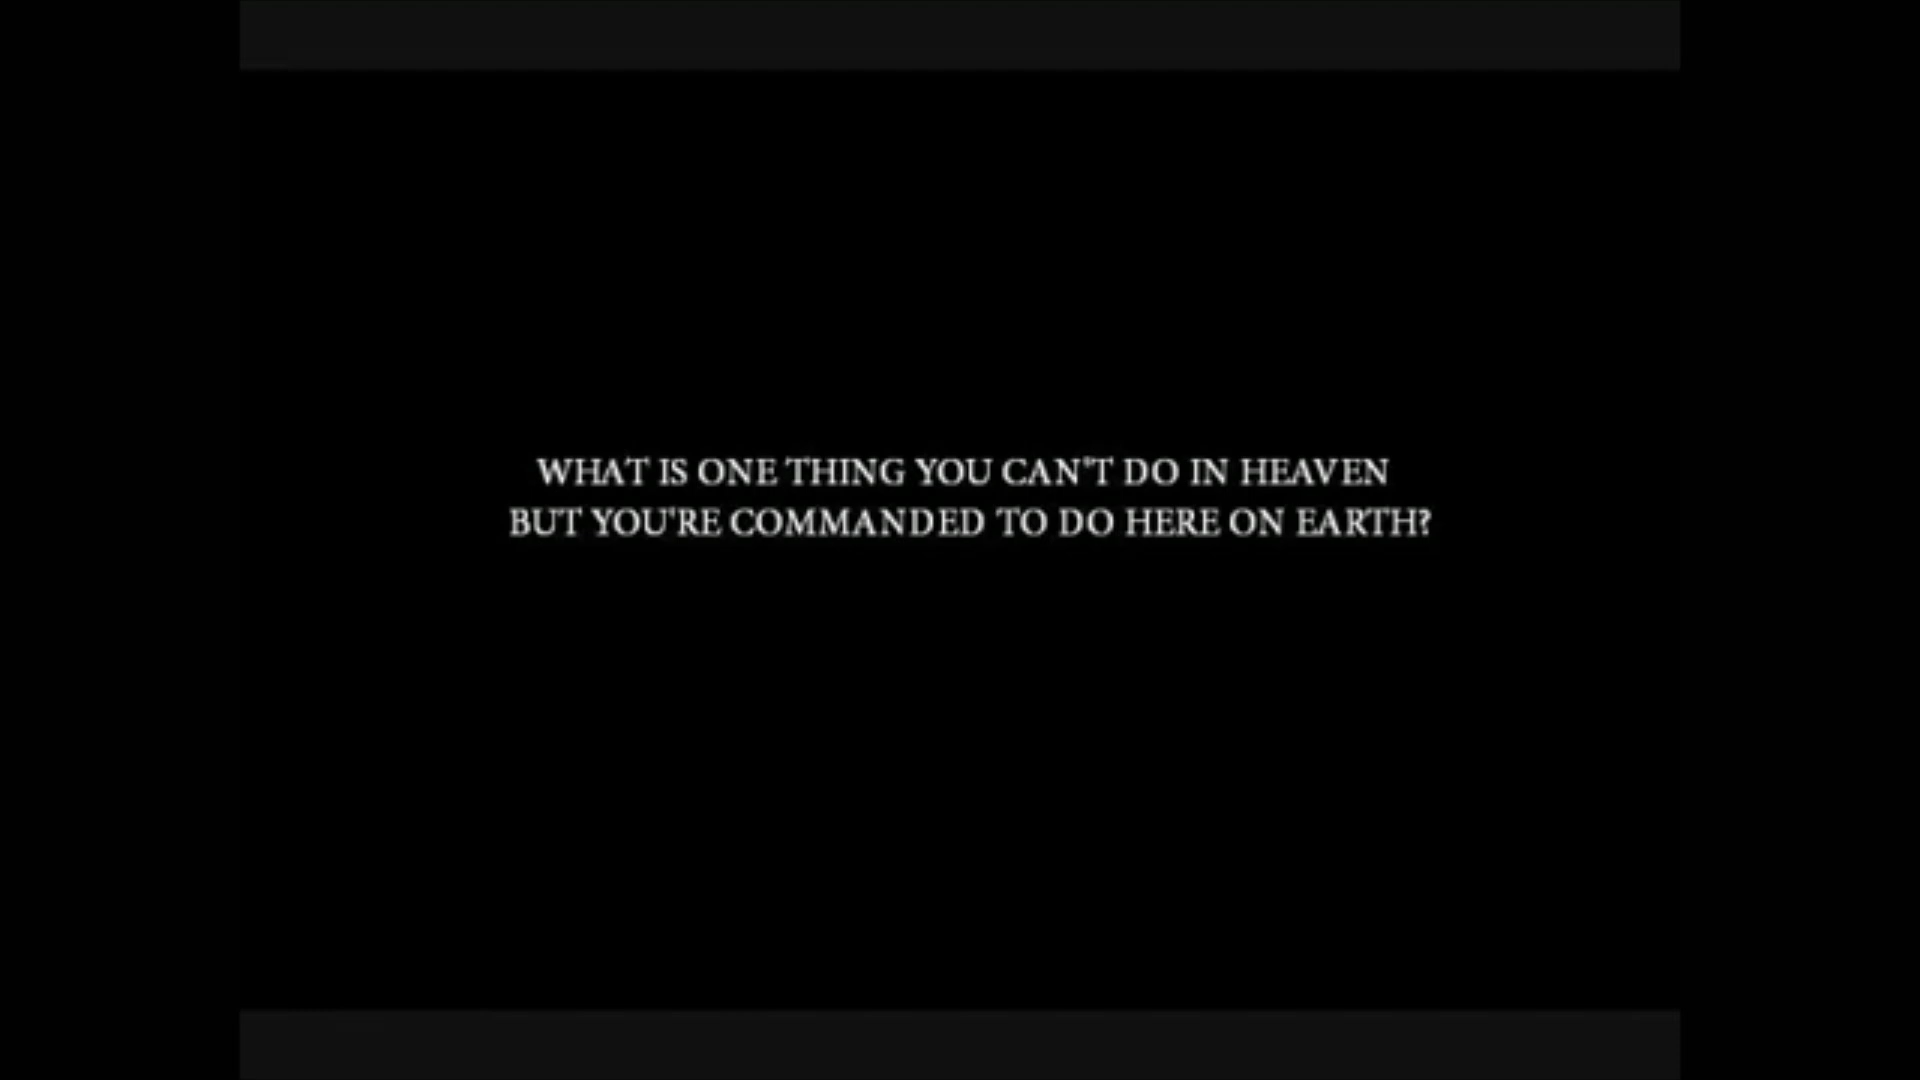 WHAT IS ONE THING YOU CAN'T DO IN HEAVEN
BUT YOU'RE COMMANDED TO DO HERE ON EARTH?